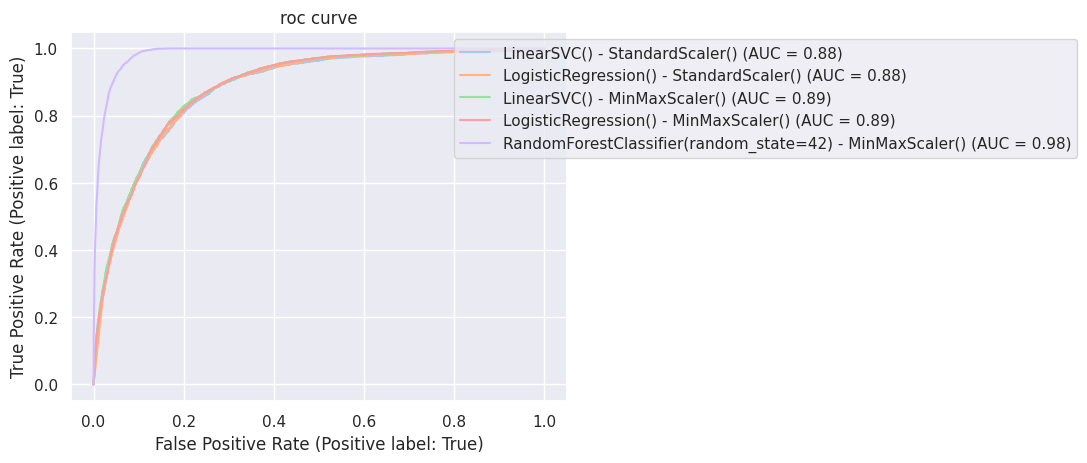 roc curve
True Positive Rate (Positive label: True)
1.0
0.8
0.6
0.4
0.2
0.0
LinearSVC() - StandardScaler() (AUC = 0.88)
LogisticRegression() - StandardScaler() (AUC = 0.88)
LinearSVC() - MinMaxScaler() (AUC = 0.89)
LogisticRegression() - MinMaxScaler() (AUC = 0.89)
RandomForestClassifier(random_state=42) - MinMaxScaler() (AUC = 0.98)
0.0 0.2 0.4 0.6 0.8 1.0
False Positive Rate (Positive label: True)